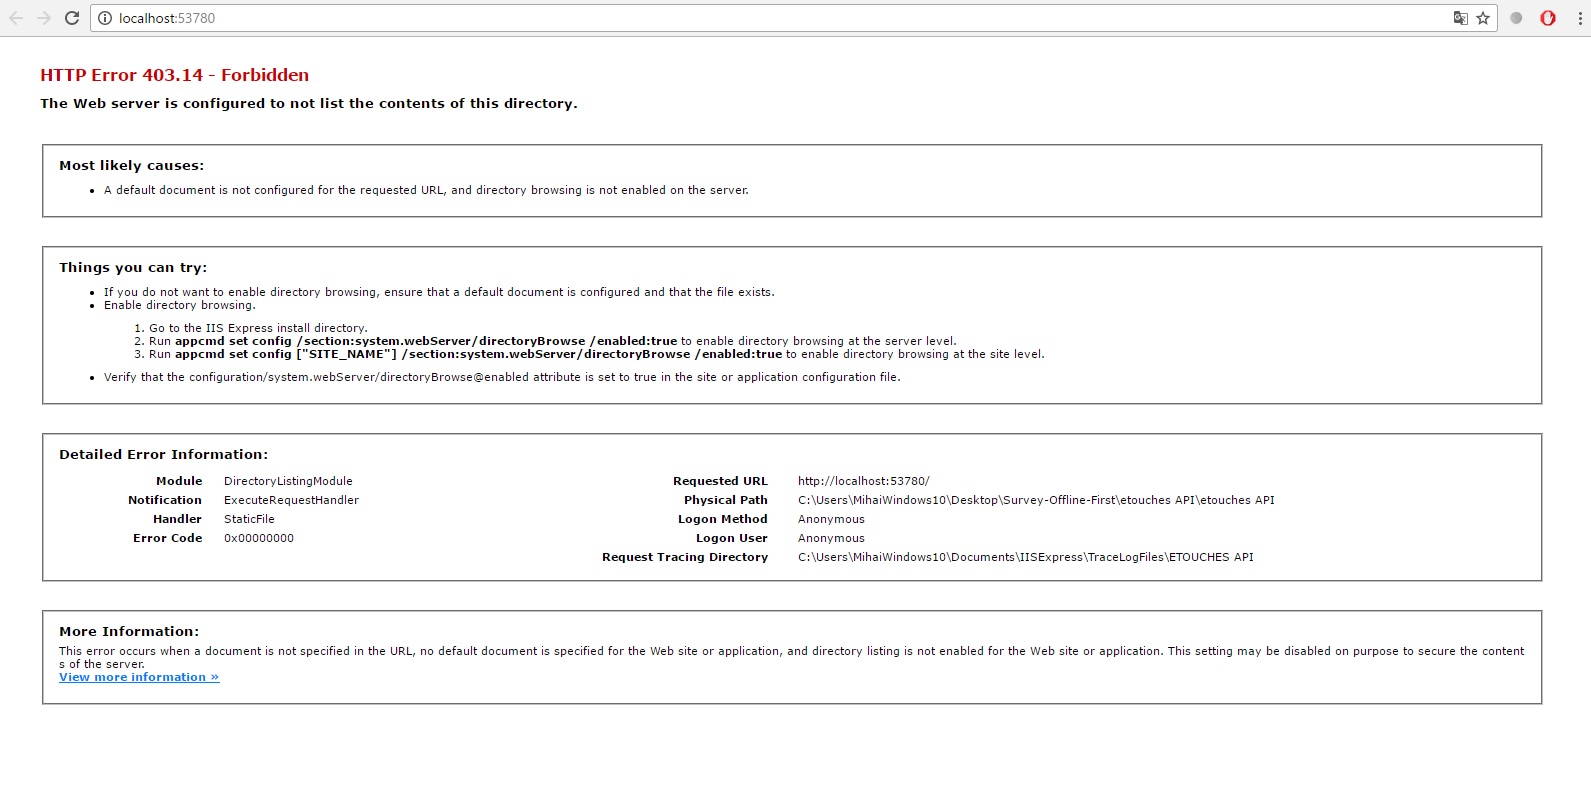 localhost:53780
HTTP Error 403.14 - Forbidden
The Web server is configured to not list the contents of this directory.
Most likely causes:
• A default document is not configured for the requested URL, and directory browsing is not enabled on the server.
Things you can try:
• If you do not want to enable directory browsing, ensure that a default document is configured and that the file exists.
• Enable directory browsing.
1. Go to the IIS Express install directory.
2. Run appcmd set config /section:system.webServer/directoryBrowse /enabled:true to enable directory browsing at the server level.
3. Run appcmd set config ["SITE_NAME"] /section:system.webServer/directoryBrowse /enabled:true to enable directory browsing at the site level.
• Verify that the configuration/system.webServer/directoryBrowse@enabled attribute is set to true in the site or application configuration file.
Detailed Error Information:
Module DirectoryListingModule
Notification ExecuteRequestHandler
Handler StaticFile
Error Code 0x00000000
Requested URL http://localhost:53780/
Physical Path C:\Users\MihaiWindows10\Desktop\Survey-Offline-First\etouches API\etouches API
Logon Method Anonymous
Logon User Anonymous
Request Tracing Directory C:\Users\MihaiWindows10\Documents\IISExpress\TraceLogFiles\ETOUCHES API
More Information:
This error occurs when a document is not specified in the URL, no default document is specified for the Web site or application, and directory listing is not enabled for the Web site or application. This setting may be disabled on purpose to secure the content
s of the server.
View more information »